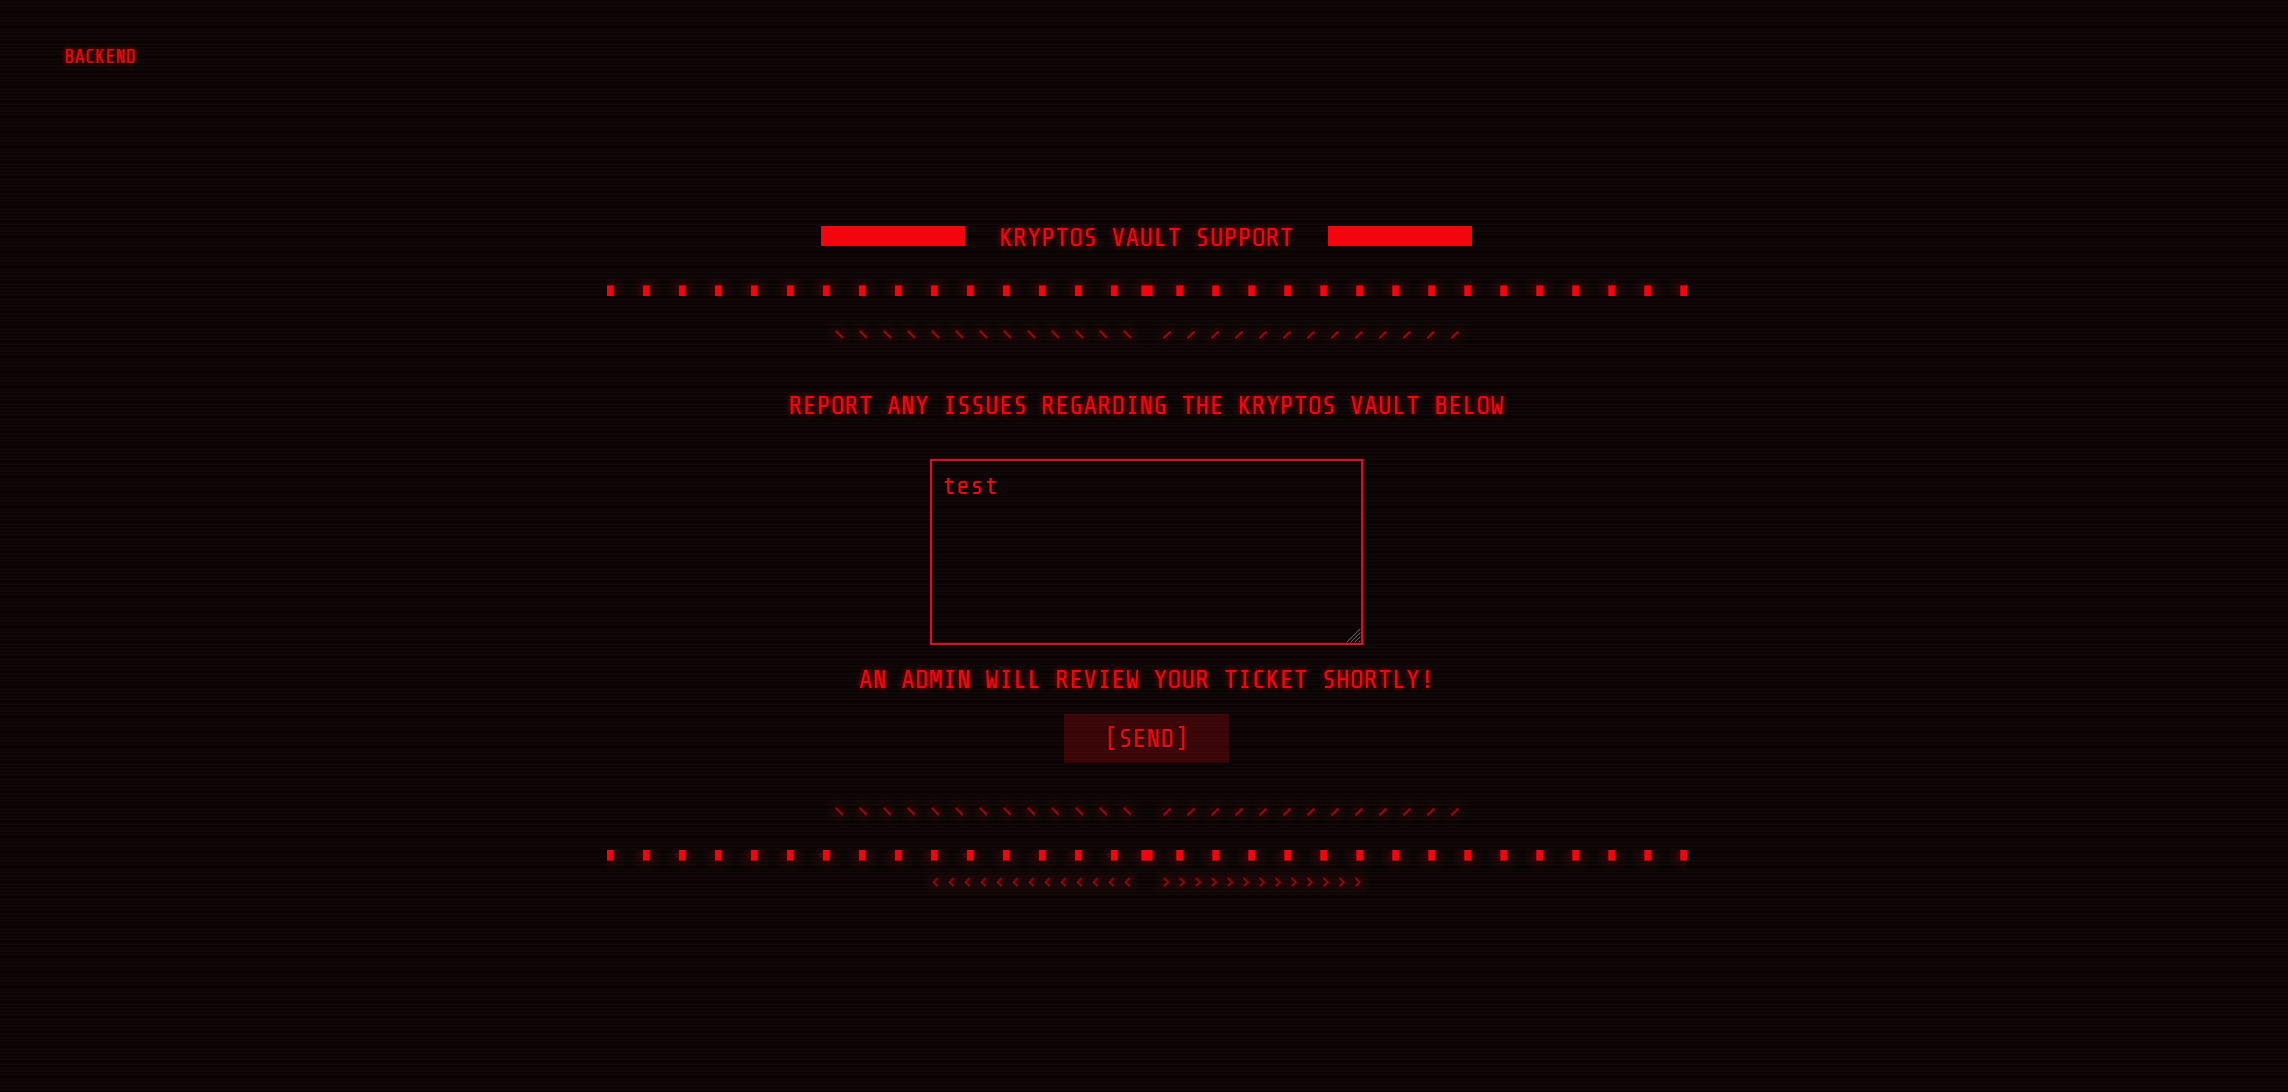 BACKEND
KRYPTOS VAULT SUPPORT
REPORT ANY ISSUES REGARDING THE KRYPTOS VAULT BELOW
test
AN ADMIN WILL REVIEW YOUR TICKET SHORTLY!
[SEND]